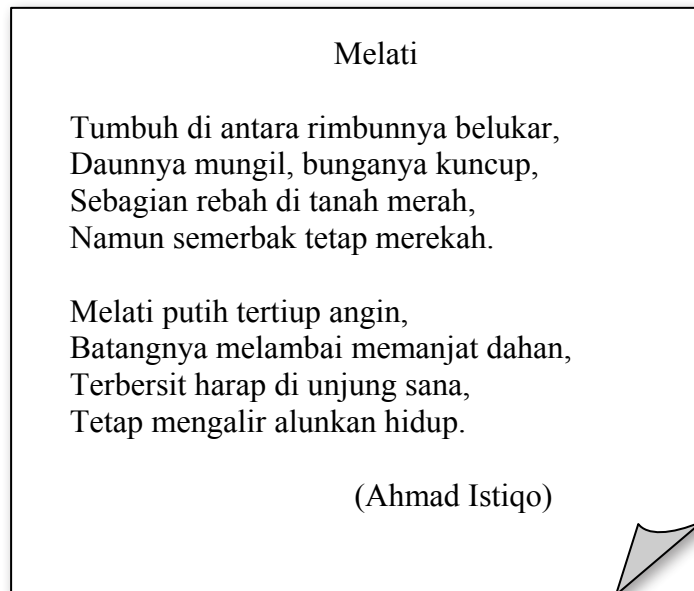 Melati
Tumbuh di antara rimbunnya belukar,
Daunnya mungil, bunganya kuncup,
Sebagian rebah di tanah merah,
Namun semerbak tetap merekah.
Melati putih tertiup angin,
Batangnya melambai memanjat dahan,
Terbersit harap di unjung sana,
Tetap mengalir alunkan hidup.
(Ahmad Istiqo)